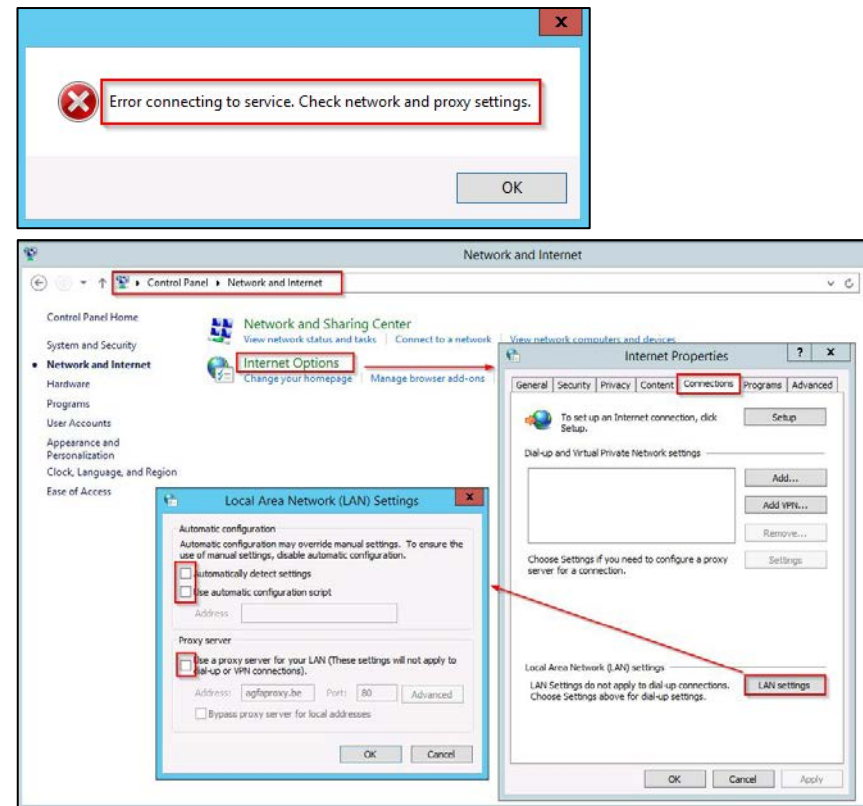 x
Error connecting to service. Check network and proxy settings.
OK
Network and Internet
Control Panel ▸ Network and Internet
Control Panel Home
System and Security
Network and Internet
Hardware
Programs
User Accounts
Appearance and
Personalization
Clock, Language, and Region
Ease of Access
Network and Sharing Center
View network status and tasks | Connect to a network | View network computers and devices
Internet Options
Change your homepage | Manage browser add-ons
Internet Properties
? x
General Security Privacy Content Connections Programs Advanced
To set up an Internet connection, click
Setup.
Setup
Dial-up and Virtual Private Network settings
Add...
Add VPN...
Remove...
Choose Settings if you need to configure a proxy
server for a connection.
Settings
Local Area Network (LAN) settings
LAN Settings do not apply to dial-up connections.
Choose Settings above for dial-up settings.
LAN settings
OK Cancel Apply
Local Area Network (LAN) Settings
x
Automatic configuration
Automatic configuration may override manual settings. To ensure the
use of manual settings, disable automatic configuration.
Automatically detect settings
Use automatic configuration script
Address
Proxy server
Use a proxy server for your LAN (These settings will not apply to
dial-up or VPN connections).
Address: agfaproxy.be Port: 80 Advanced
Bypass proxy server for local addresses
OK Cancel